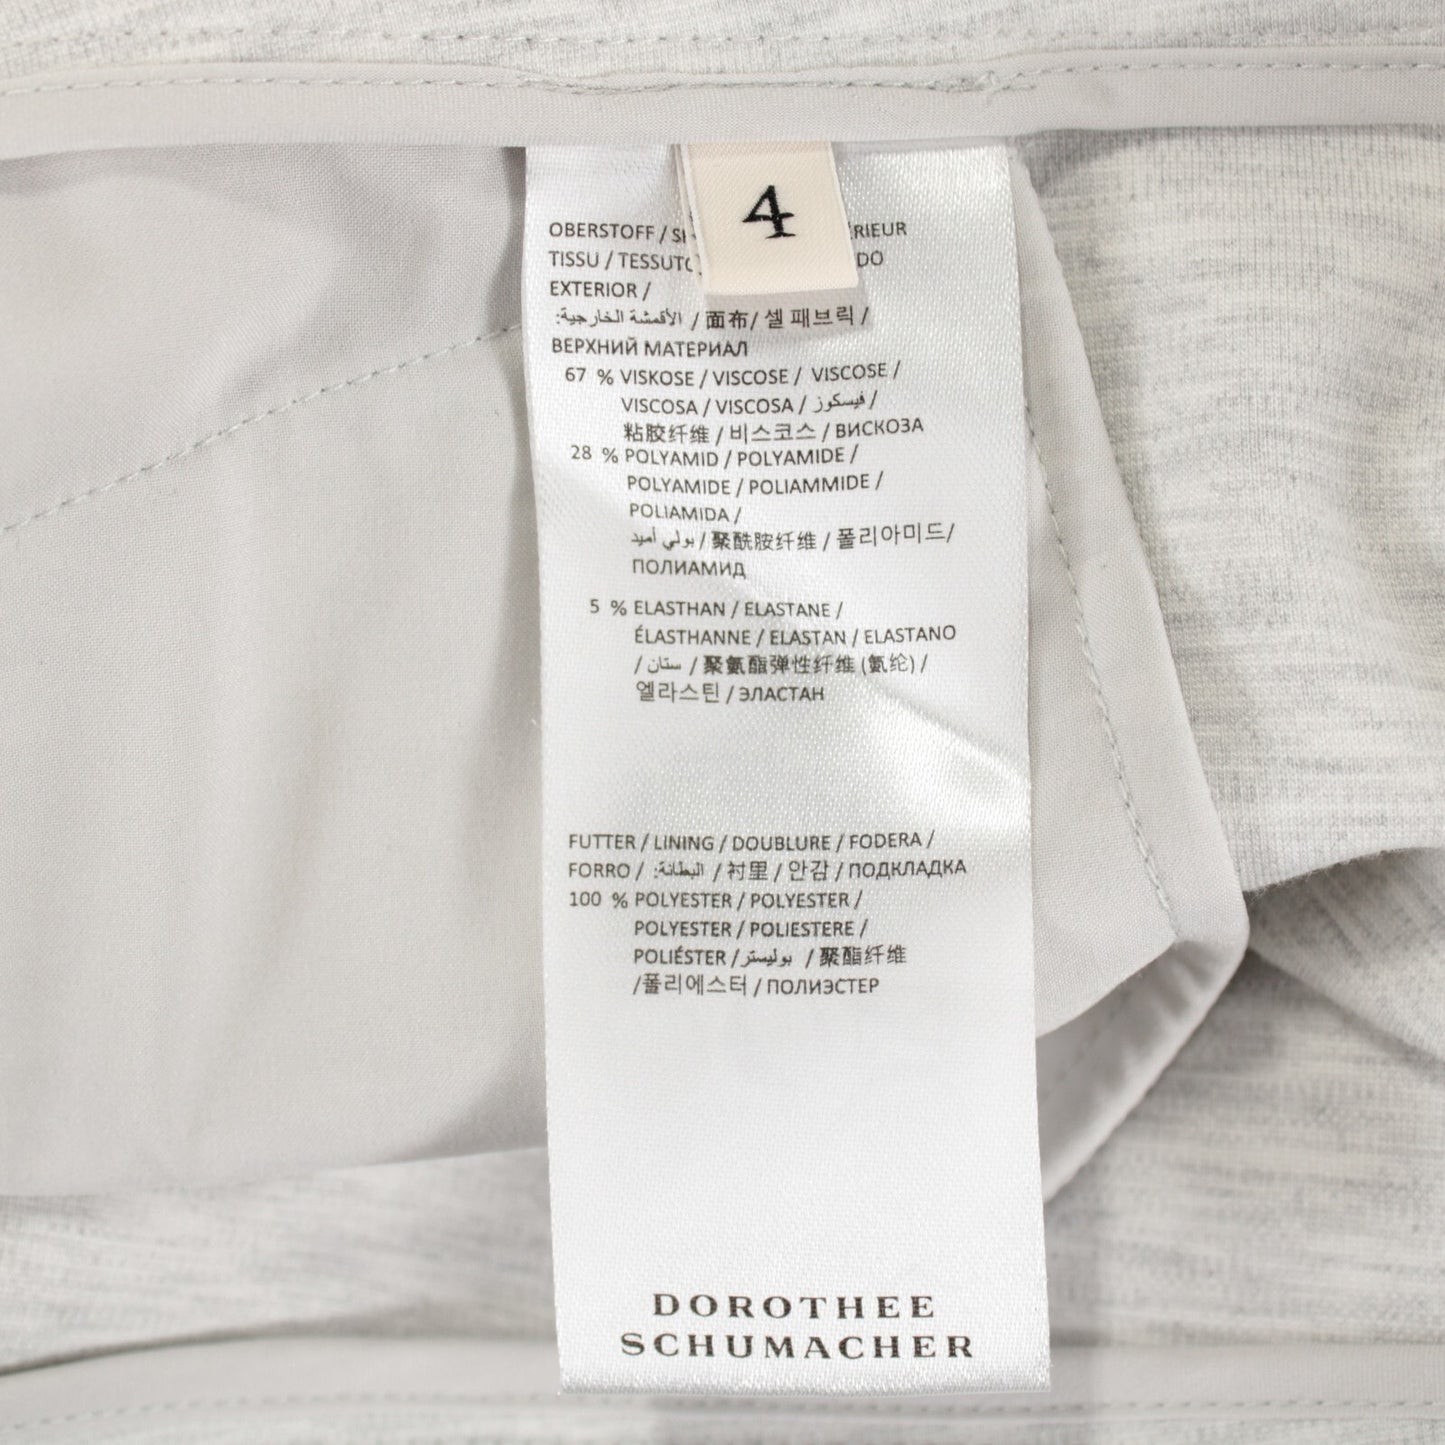 4
OBERSTOFF /
TISSU /
EXTERIOR /
الأقمشة الخارجية: / 面布/ 셀 패브릭 /
ВЕРХНИЙ МАТЕРИАЛ
67 % VISKOSE / VISCOSE / VISCOSE /
VISCOSA / VISCOSA / فيسكوز /
粘胶纤维 / 비스코스 / ВИСКОЗА
28 % POLYAMID / POLYAMIDE /
POLYAMIDE / POLIAMMIDE /
POLIAMIDA /
بولي أميد / 聚酰胺纤维 / 폴리아미드/
ПОЛИАМИД
5 % ELASTHAN / ELASTANE /
ÉLASTHANNE / ELASTAN / ELASTANO
/ ستان / 聚氨酯弹性纤维 (氨纶) /
엘라스틴 / ЭЛАСТАН
FUTTER / LINING / DOUBLURE / FODERA /
FORRO / البطانة: / 衬里 / 안감 / ПОДКЛАДКА
100 % POLYESTER / POLYESTER /
POLYESTER / POLIESTERE /
POLIÉSTER / بوليستر / 聚酯纤维
/폴리에스터 / ПОЛИЭСТЕР
DOROTHEE
SCHUMACHER